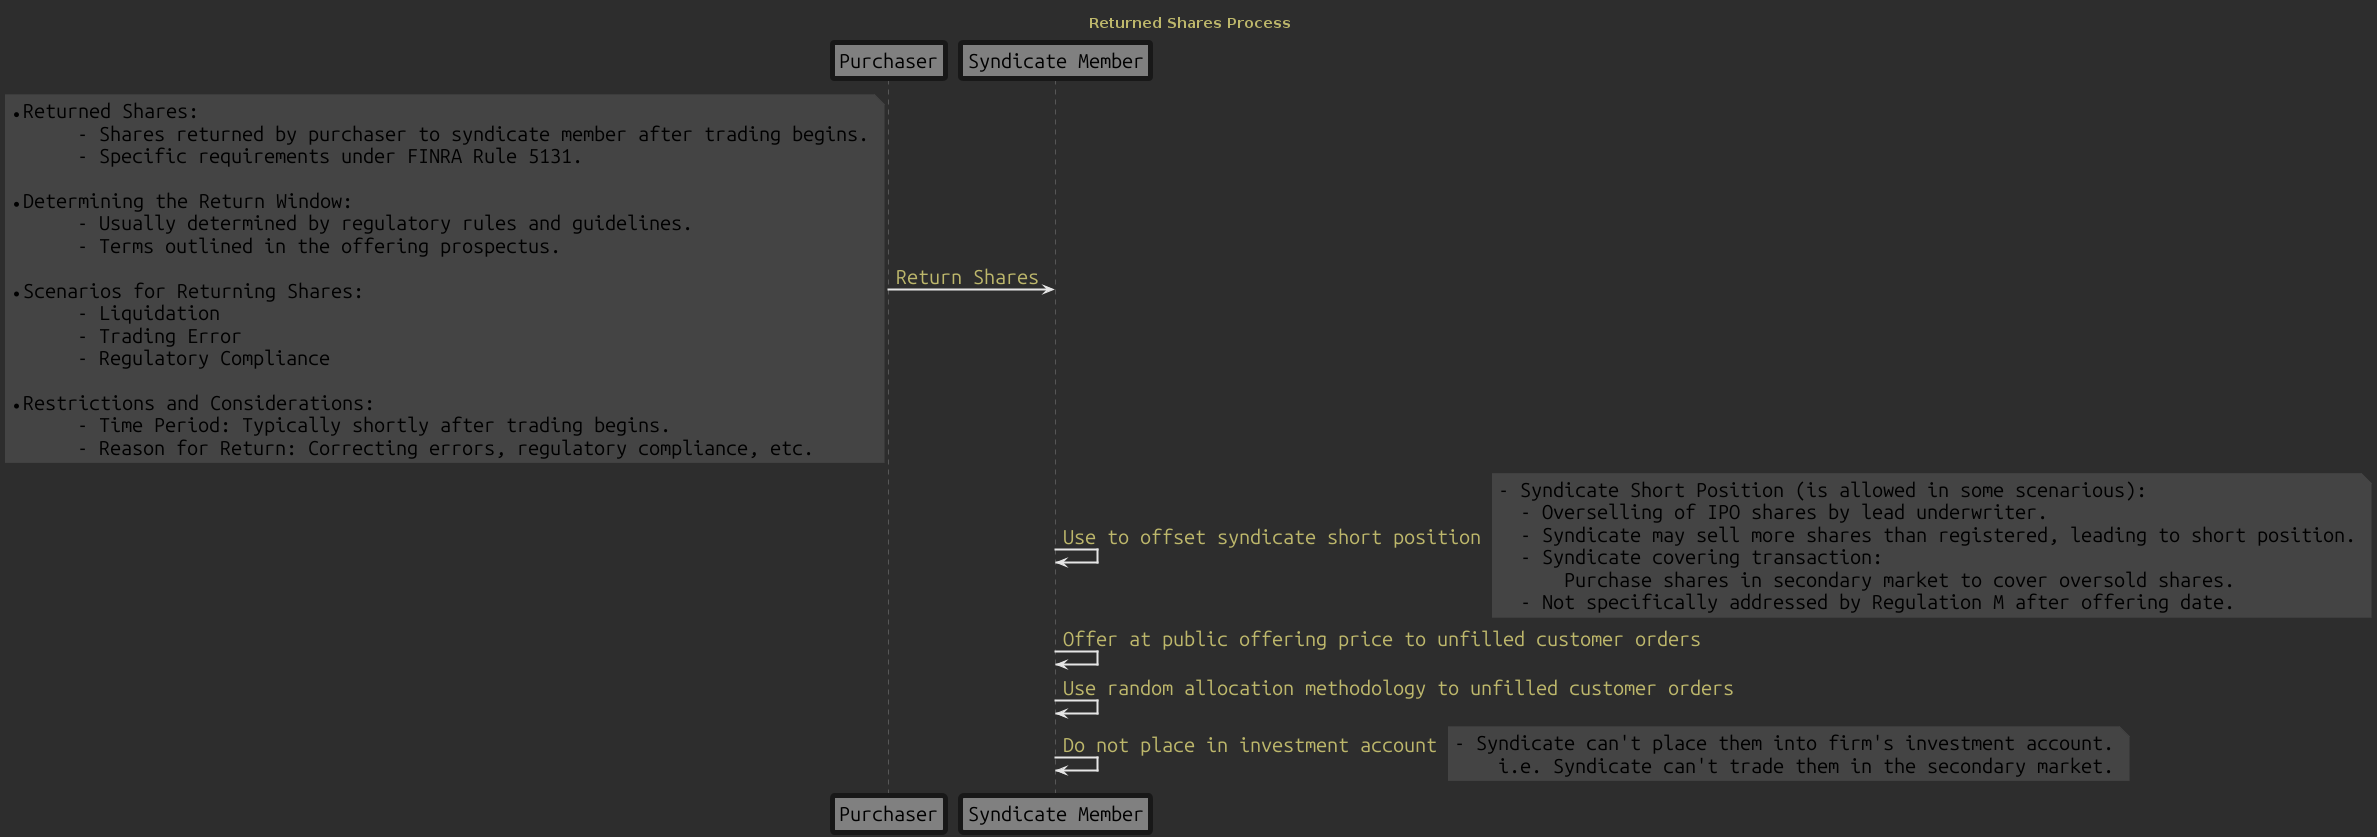 Returned Shares Process
Purchaser
Syndicate Member
•Returned Shares:
- Shares returned by purchaser to syndicate member after trading begins.
- Specific requirements under FINRA Rule 5131.
•Determining the Return Window:
- Usually determined by regulatory rules and guidelines.
- Terms outlined in the offering prospectus.
•Scenarios for Returning Shares:
- Liquidation
- Trading Error
- Regulatory Compliance
•Restrictions and Considerations:
- Time Period: Typically shortly after trading begins.
- Reason for Return: Correcting errors, regulatory compliance, etc.
Return Shares
Use to offset syndicate short position
- Syndicate Short Position (is allowed in some scenarious):
- Overselling of IPO shares by lead underwriter.
- Syndicate may sell more shares than registered, leading to short position.
- Syndicate covering transaction:
Purchase shares in secondary market to cover oversold shares.
- Not specifically addressed by Regulation M after offering date.
Offer at public offering price to unfilled customer orders
Use random allocation methodology to unfilled customer orders
Do not place in investment account
- Syndicate can't place them into firm's investment account.
i.e. Syndicate can't trade them in the secondary market.
Purchaser
Syndicate Member